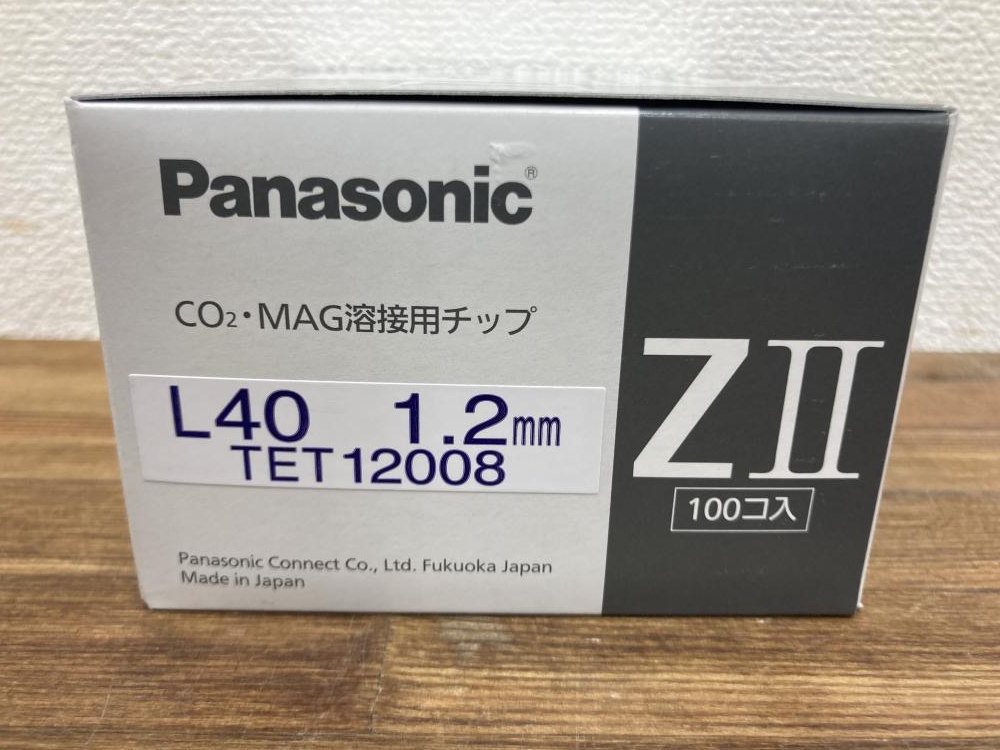 Panasonic®
CO₂・MAG溶接用チップ
L40 1.2㎜
TET12008
ZⅡ
100コ入
Panasonic Connect Co., Ltd. Fukuoka Japan
Made in Japan